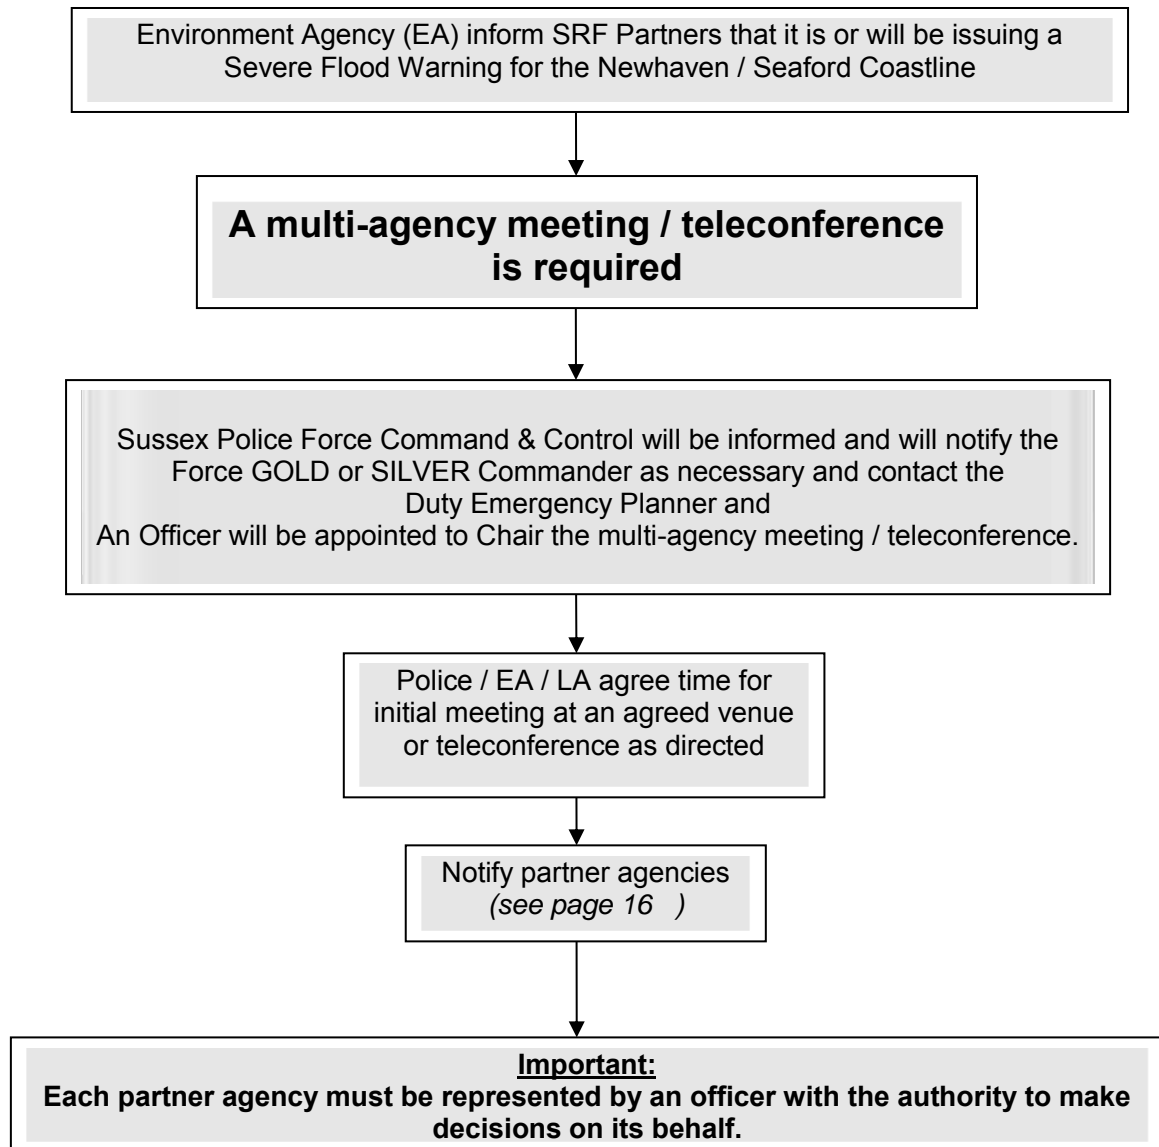 Environment Agency (EA) inform SRF Partners that it is or will be issuing a
Severe Flood Warning for the Newhaven / Seaford Coastline
A multi-agency meeting / teleconference
is required
Sussex Police Force Command & Control will be informed and will notify the
Force GOLD or SILVER Commander as necessary and contact the
Duty Emergency Planner and
An Officer will be appointed to Chair the multi-agency meeting / teleconference.
Police / EA / LA agree time for
initial meeting at an agreed venue
or teleconference as directed
Notify partner agencies
(see page 16 )
Important:
Each partner agency must be represented by an officer with the authority to make
decisions on its behalf.